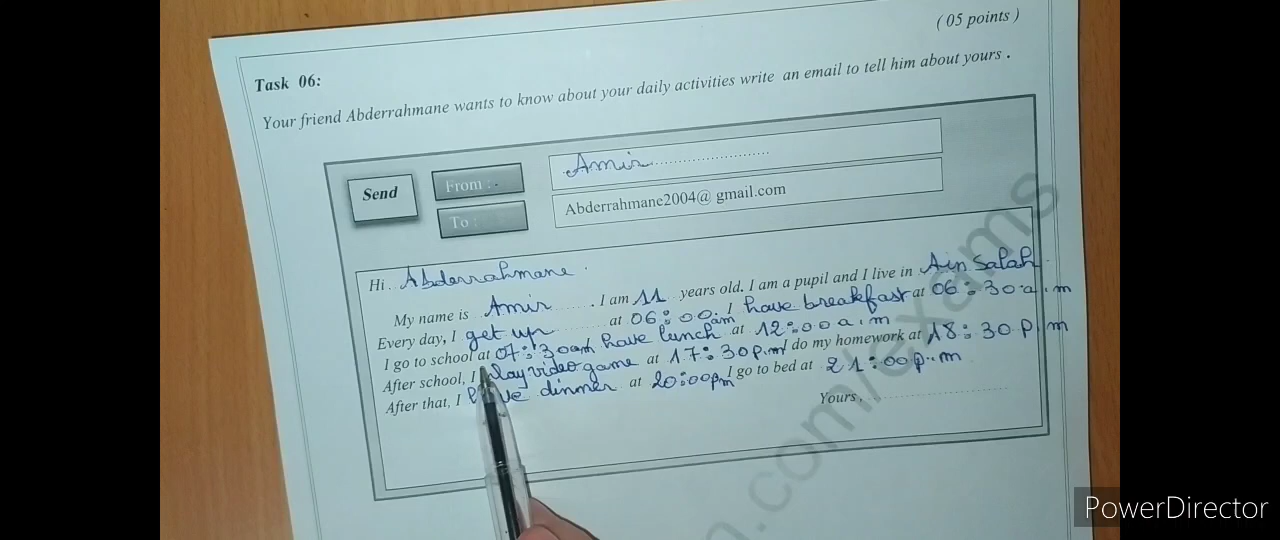 ( 05 points )
Task 06:
Your friend Abderrahmane wants to know about your daily activities write an email to tell him about yours .
Send
From :
Amir
To :
Abderrahmane2004@ gmail.com
Hi.. Abderrahmane .
My name is Amir ..... . I am 11 years old. I am a pupil and I live in Ain Salah
Every day, I get up ...... at 06:00 am. I have breakfast at 06:30 a.m
I go to school at 07:30 am I have lunch at 12:00 a.m
After school, I play video game at 17:30 p.m I do my homework at 18:30 p.m
After that, I have dinner at 20:00 pm I go to bed at 21:00 p.m
Yours, ..............................
.com/exams
PowerDirector